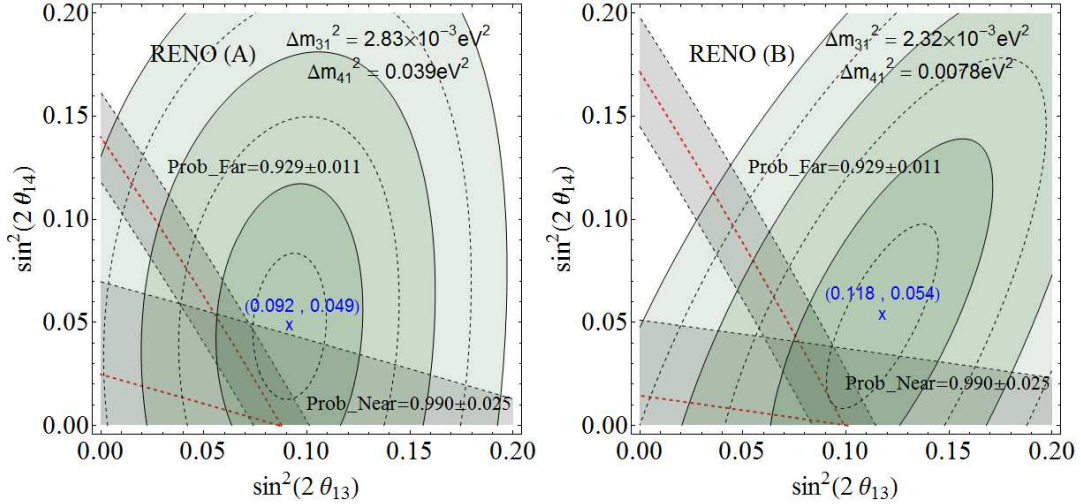 RENO (A)
Δm₃₁² = 2.83×10⁻³eV²
Δm₄₁² = 0.039eV²
Prob_Far=0.929±0.011
(0.092 , 0.049)
x
Prob_Near=0.990±0.025
0.20
0.15
0.10
0.05
0.00
sin²(2 θ₁₄)
0.00 0.05 0.10 0.15 0.20
sin²(2 θ₁₃)
RENO (B)
Δm₃₁² = 2.32×10⁻³eV²
Δm₄₁² = 0.0078eV²
Prob_Far=0.929±0.011
(0.118 , 0.054)
x
Prob_Near=0.990±0.025
0.20
0.15
0.10
0.05
0.00
sin²(2 θ₁₄)
0.00 0.05 0.10 0.15 0.20
sin²(2 θ₁₃)